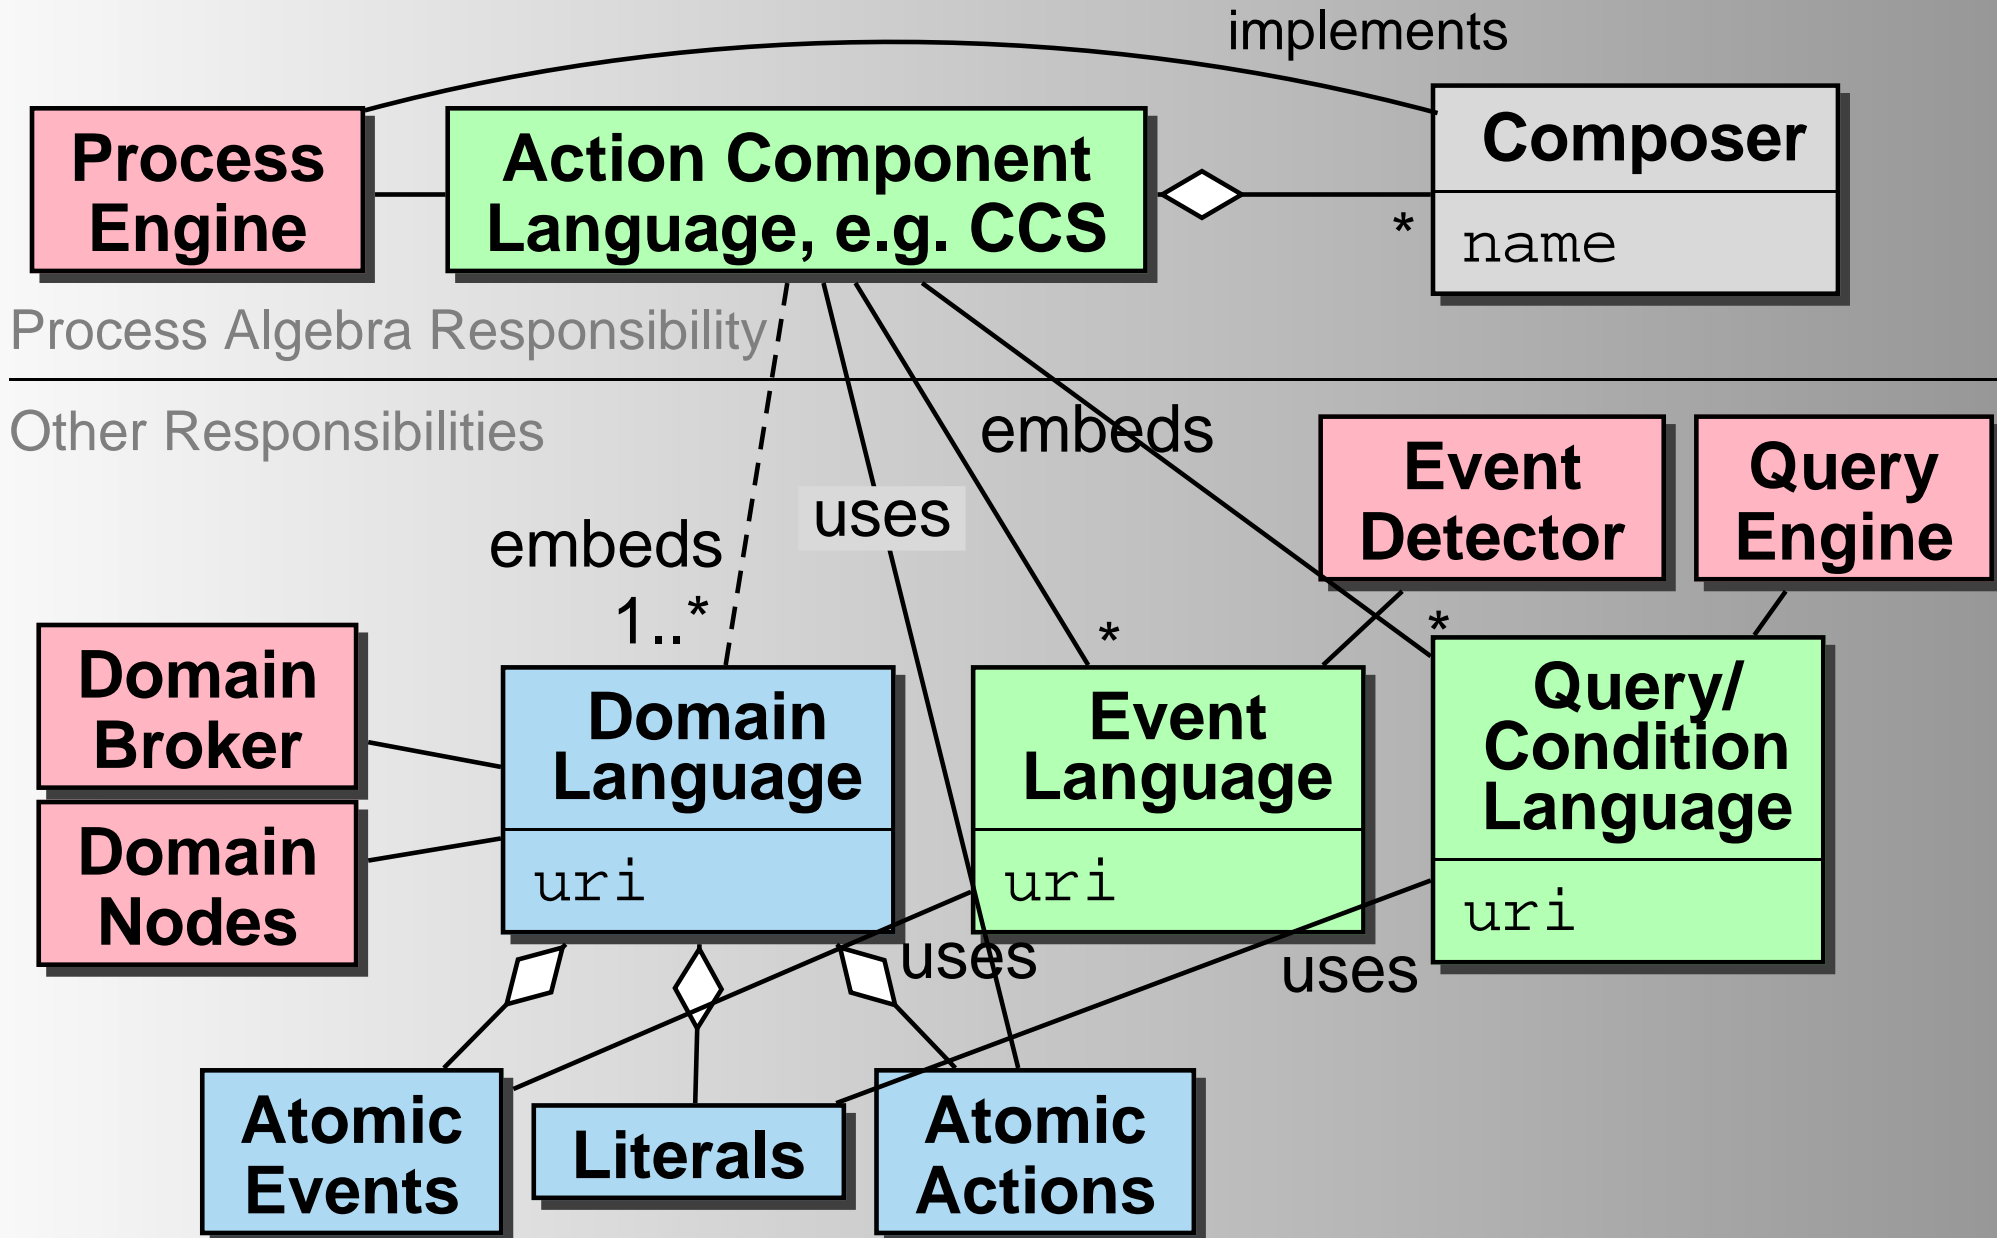 implements
Process
Engine
Action Component
Language, e.g. CCS
Composer
*
name
Process Algebra Responsibility
Other Responsibilities
embeds
Event
Detector
Query
Engine
uses
embeds
1..*
*
*
Domain
Broker
Domain
Language
uri
Event
Language
uri
Query/
Condition
Language
uri
Domain
Nodes
uses
uses
Atomic
Events
Literals
Atomic
Actions